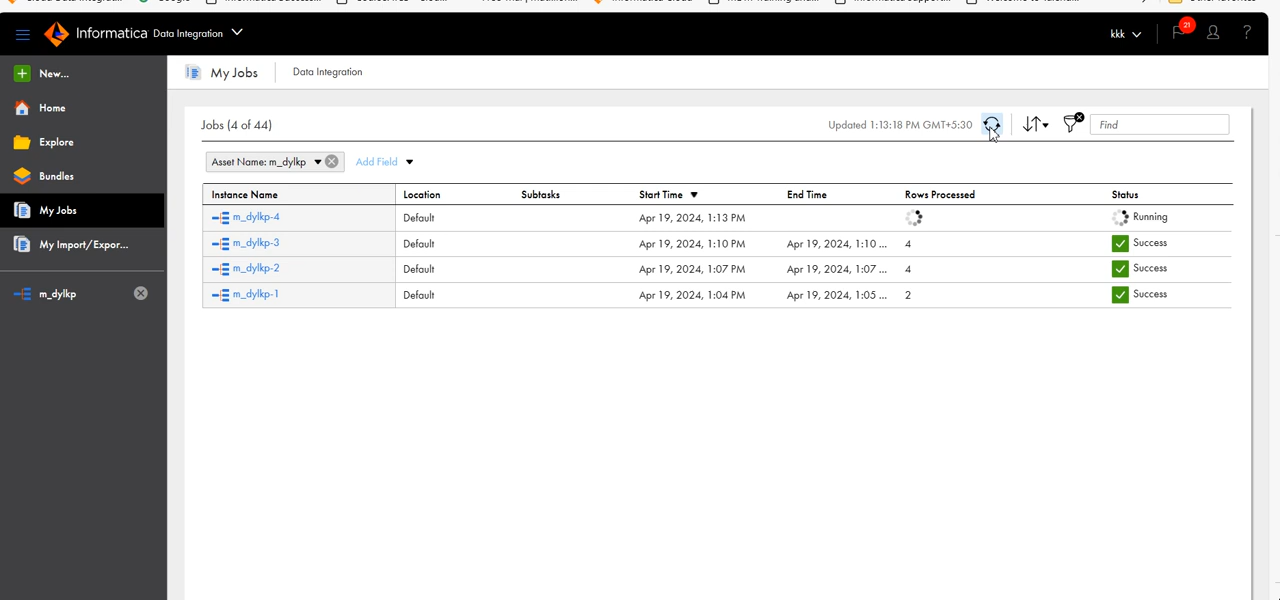 Informatica Data Integration
kkk
21
?
New...
Home
Explore
Bundles
My Jobs
My Import/Expor...
m_dylkp
My Jobs
Data Integration
Jobs (4 of 44)
Updated 1:13:18 PM GMT+5:30
Find
Asset Name: m_dylkp
Add Field
Instance Name Location Subtasks Start Time End Time Rows Processed Status
m_dylkp-4 Default Apr 19, 2024, 1:13 PM Running
m_dylkp-3 Default Apr 19, 2024, 1:10 PM Apr 19, 2024, 1:10 ... 4 Success
m_dylkp-2 Default Apr 19, 2024, 1:07 PM Apr 19, 2024, 1:07 ... 4 Success
m_dylkp-1 Default Apr 19, 2024, 1:04 PM Apr 19, 2024, 1:05 ... 2 Success